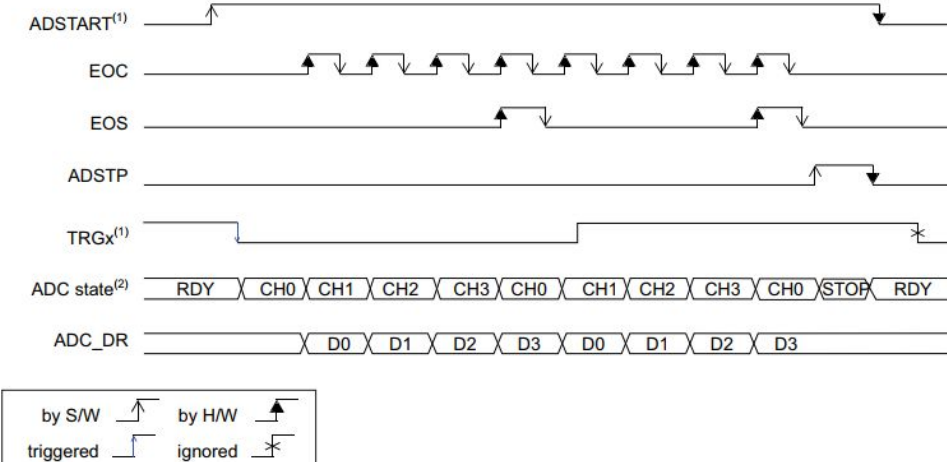 ADSTART(1)
EOC
EOS
ADSTP
TRGx(1)
ADC state(2) RDY CH0 CH1 CH2 CH3 CH0 CH1 CH2 CH3 CH0 STOP RDY
ADC_DR D0 D1 D2 D3 D0 D1 D2 D3
by S/W by H/W
triggered ignored